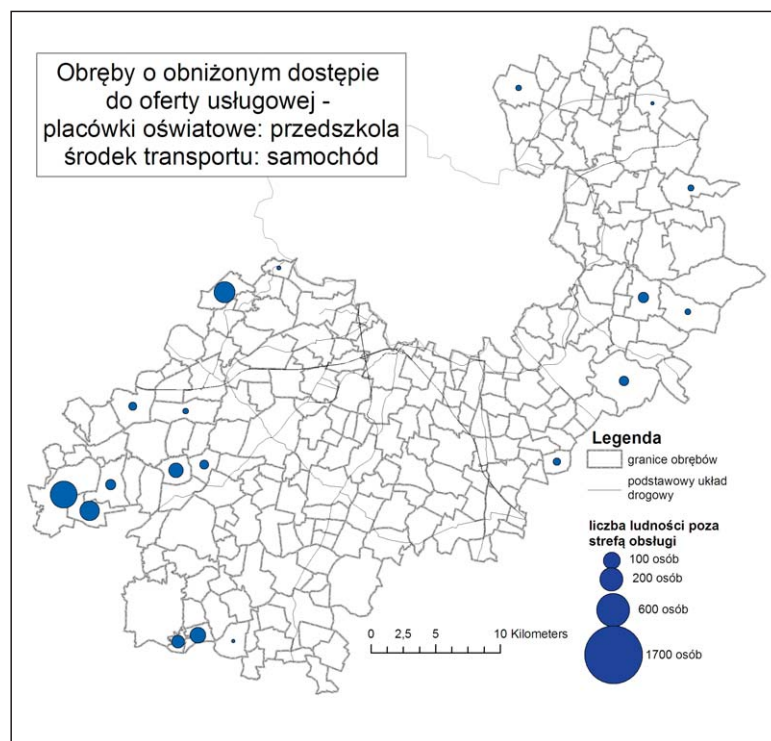 Obręby o obniżonym dostępie
do oferty usługowej -
placówki oświatowe: przedszkola
środek transportu: samochód
Legenda
granice obrębów
podstawowy układ
drogowy
liczba ludności poza
strefą obsługi
100 osób
200 osób
600 osób
1700 osób
0 2,5 5 10 Kilometers